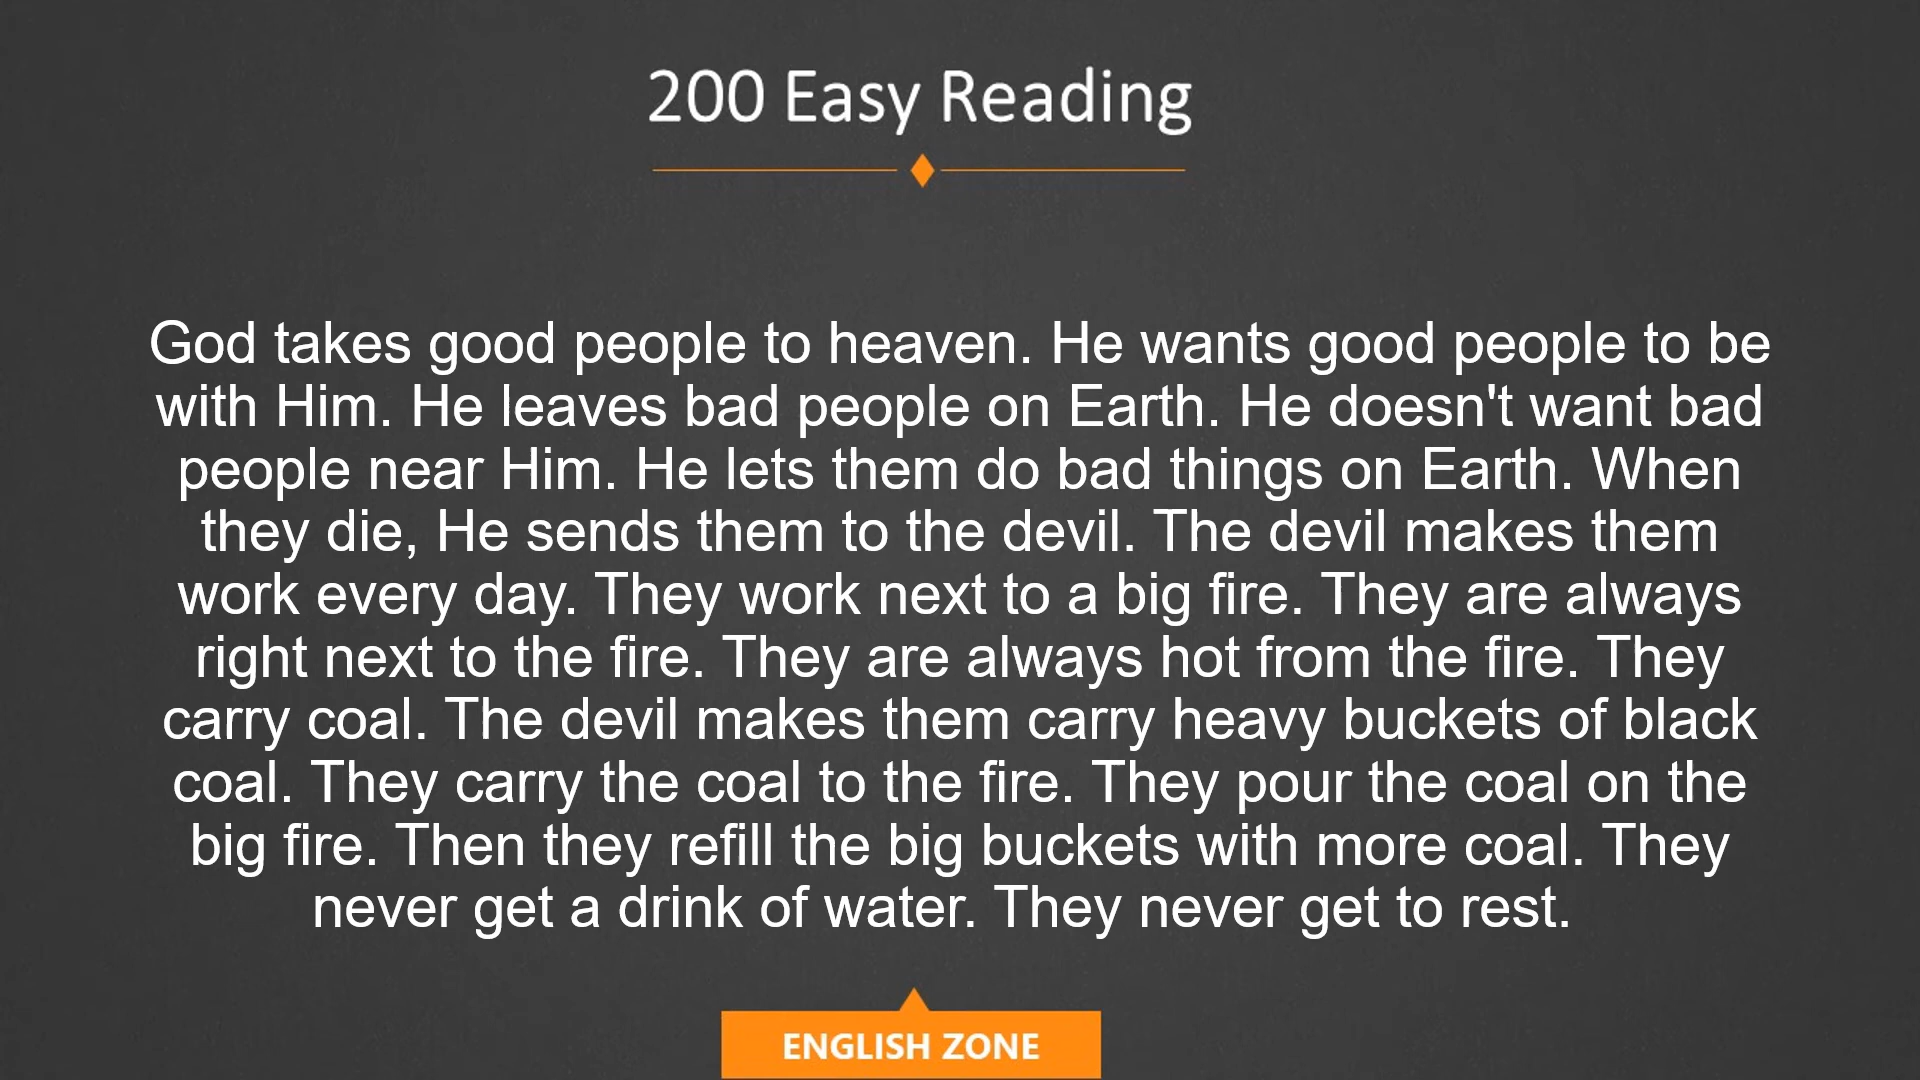 200 Easy Reading
God takes good people to heaven. He wants good people to be
with Him. He leaves bad people on Earth. He doesn't want bad
people near Him. He lets them do bad things on Earth. When
they die, He sends them to the devil. The devil makes them
work every day. They work next to a big fire. They are always
right next to the fire. They are always hot from the fire. They
carry coal. The devil makes them carry heavy buckets of black
coal. They carry the coal to the fire. They pour the coal on the
big fire. Then they refill the big buckets with more coal. They
never get a drink of water. They never get to rest.
ENGLISH ZONE